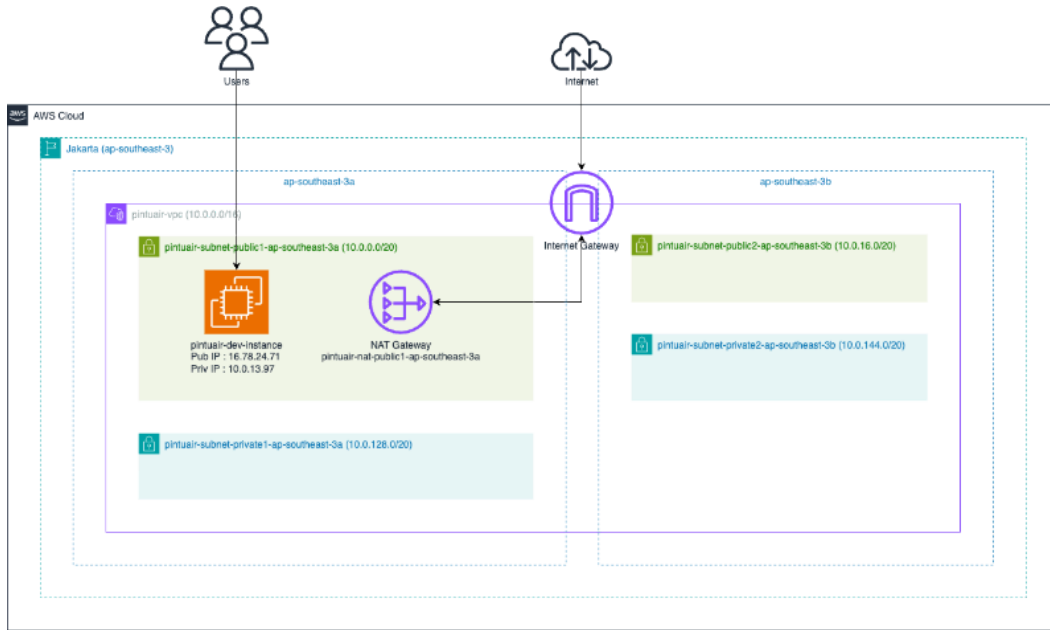 Users
Internet
aws
AWS Cloud
Jakarta (ap-southeast-3)
ap-southeast-3a
ap-southeast-3b
pintuair-vpc (10.0.0.0/16)
Internet Gateway
pintuair-subnet-public1-ap-southeast-3a (10.0.0.0/20)
pintuair-subnet-public2-ap-southeast-3b (10.0.16.0/20)
pintuair-dev-instance
Pub IP : 16.78.24.71
Priv IP : 10.0.13.97
NAT Gateway
pintuair-nat-public1-ap-southeast-3a
pintuair-subnet-private2-ap-southeast-3b (10.0.144.0/20)
pintuair-subnet-private1-ap-southeast-3a (10.0.128.0/20)